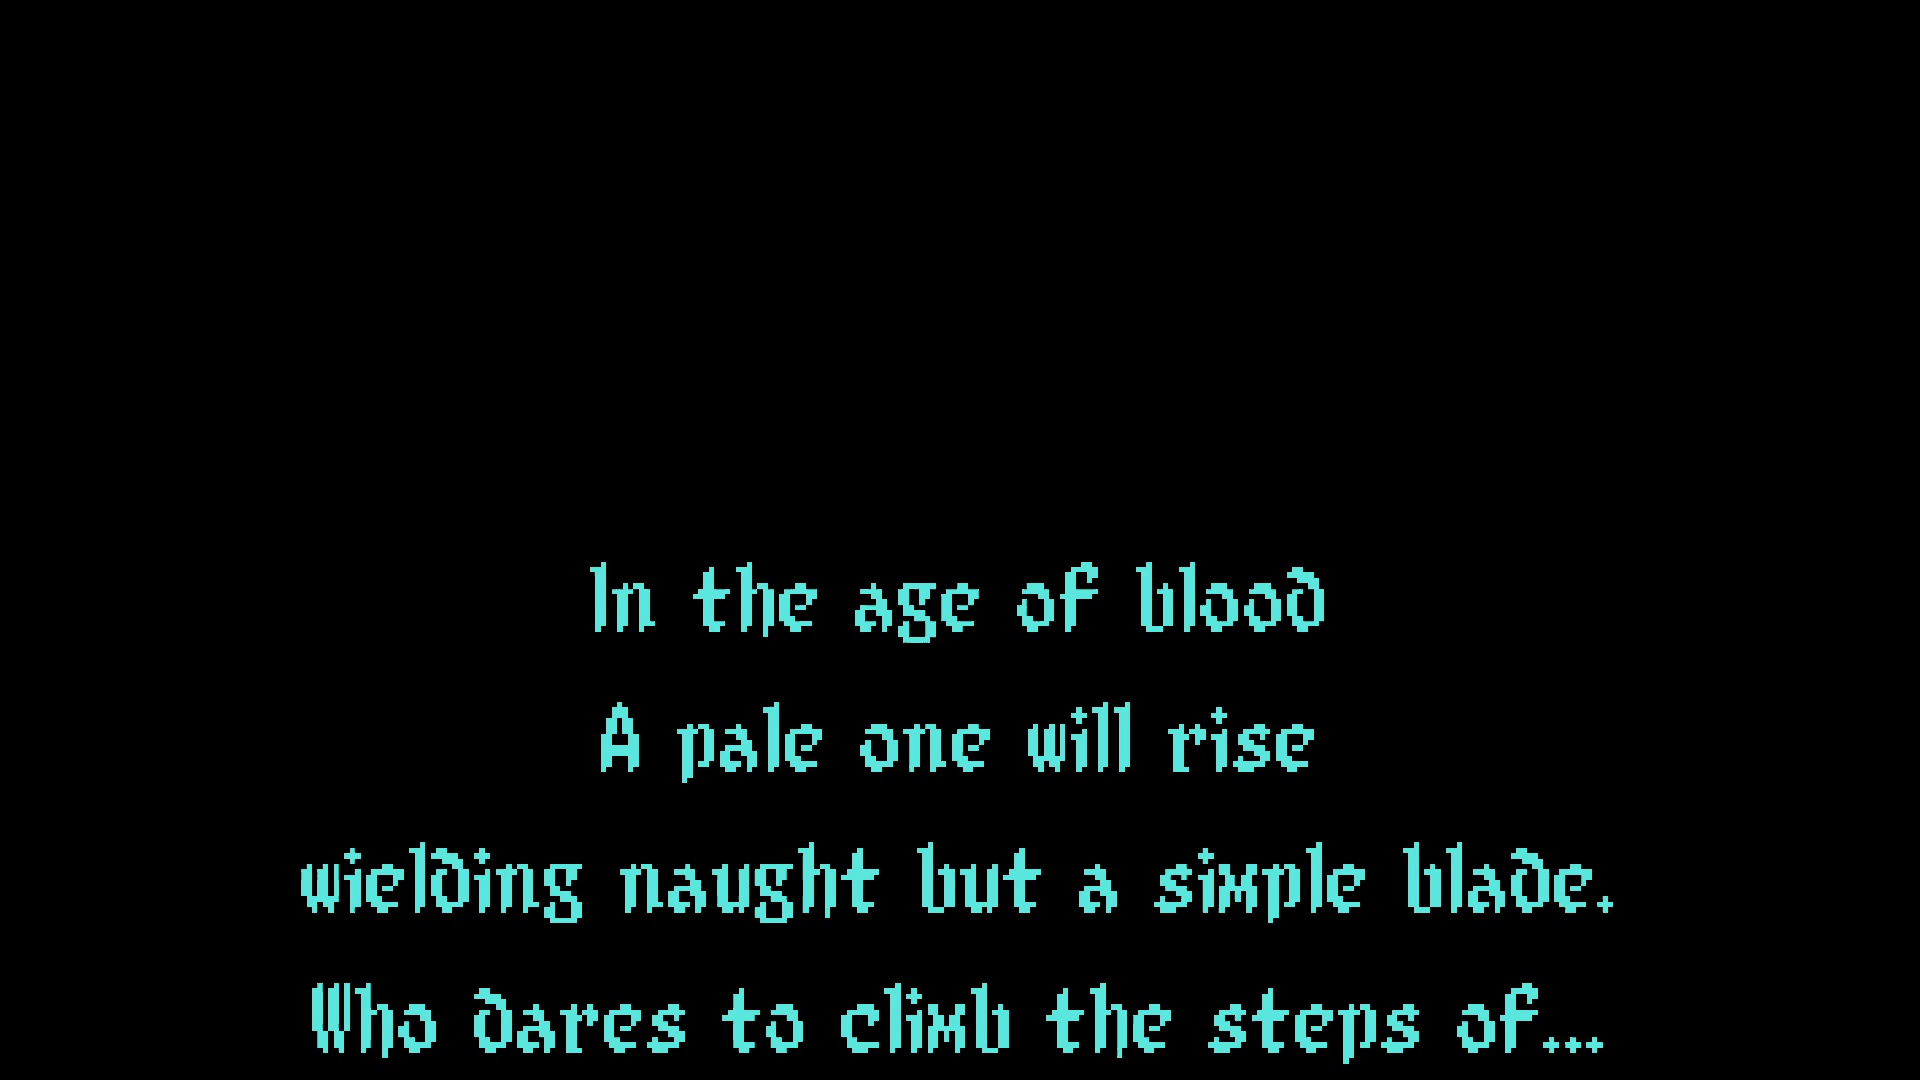 In the age of blood
A pale one will rise
wielding naught but a simple blade.
Who dares to climb the steps of...